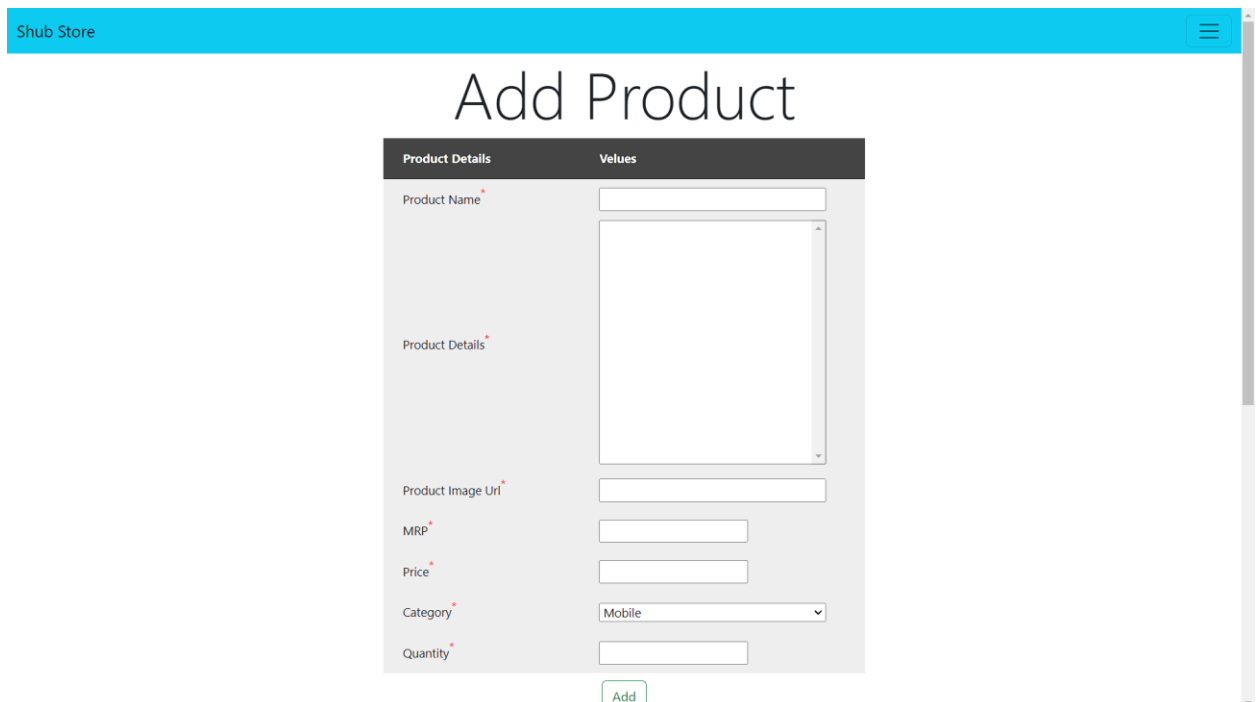 Shub Store
Add Product
Product Details Velues
Product Name*
Product Details*
Product Image Url*
MRP*
Price*
Category* Mobile
Quantity*
Add